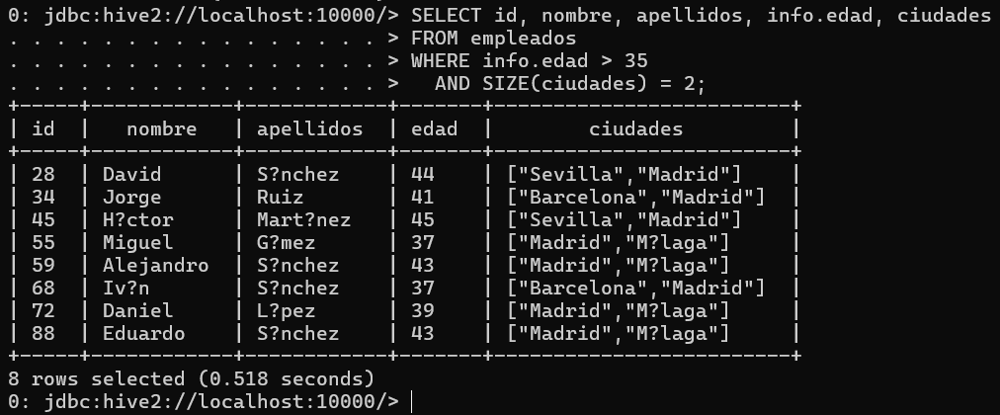 0: jdbc:hive2://localhost:10000/> SELECT id, nombre, apellidos, info.edad, ciudades
. . . . . . . . . . . . . . . . > FROM empleados
. . . . . . . . . . . . . . . . > WHERE info.edad > 35
. . . . . . . . . . . . . . . . >   AND SIZE(ciudades) = 2;
+-----+------------+------------+-------+--------------------------+
| id  |   nombre   | apellidos  | edad  |         ciudades         |
+-----+------------+------------+-------+--------------------------+
| 28  | David      | S?nchez    | 44    | ["Sevilla","Madrid"]     |
| 34  | Jorge      | Ruiz       | 41    | ["Barcelona","Madrid"]   |
| 45  | H?ctor     | Mart?nez   | 45    | ["Sevilla","Madrid"]     |
| 55  | Miguel     | G?mez      | 37    | ["Madrid","M?laga"]      |
| 59  | Alejandro  | S?nchez    | 43    | ["Madrid","M?laga"]      |
| 68  | Iv?n       | S?nchez    | 37    | ["Barcelona","Madrid"]   |
| 72  | Daniel     | L?pez      | 39    | ["Madrid","M?laga"]      |
| 88  | Eduardo    | S?nchez    | 43    | ["Madrid","M?laga"]      |
+-----+------------+------------+-------+--------------------------+
8 rows selected (0.518 seconds)
0: jdbc:hive2://localhost:10000/>